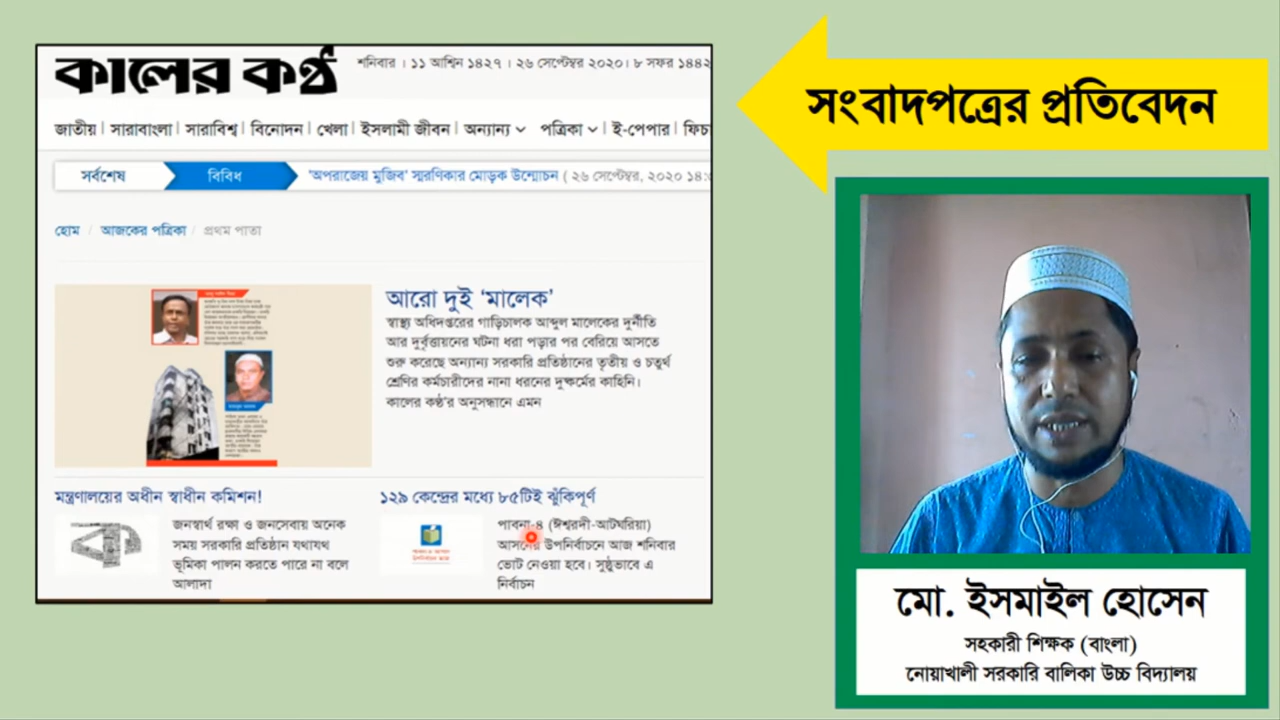 কালের কণ্ঠ
শনিবার । ১১ আশ্বিন ১৪২৭ । ২৬ সেপ্টেম্বর ২০২০। ৮ সফর ১৪৪২
জাতীয় | সারাবাংলা | সারাবিশ্ব | বিনোদন | খেলা | ইসলামী জীবন | অন্যান্য পত্রিকা | ই-পেপার | ফিচা
সর্বশেষ বিবিধ 'অপরাজেয় মুজিব' স্মরণিকার মোড়ক উন্মোচন ( ২৬ সেপ্টেম্বর, ২০২০ ১৪:
হোম / আজকের পত্রিকা / প্রথম পাতা
আরো দুই ‘মালেক’
স্বাস্থ্য অধিদপ্তরের গাড়িচালক আব্দুল মালেকের দুর্নীতি
আর দুর্বৃত্তায়নের ঘটনা ধরা পড়ার পর বেরিয়ে আসতে
শুরু করেছে অন্যান্য সরকারি প্রতিষ্ঠানের তৃতীয় ও চতুর্থ
শ্রেণির কর্মচারীদের নানা ধরনের দুষ্কর্মের কাহিনি।
কালের কণ্ঠ'র অনুসন্ধানে এমন
মন্ত্রণালয়ের অধীন স্বাধীন কমিশন!
ক
জনস্বার্থ রক্ষা ও জনসেবায় অনেক
সময় সরকারি প্রতিষ্ঠান যথাযথ
ভূমিকা পালন করতে পারে না বলে
আলাদা
১২৯ কেন্দ্রের মধ্যে ৮৫টিই ঝুঁকিপূর্ণ
পাবনা-৪ (ঈশ্বরদী-আটঘরিয়া)
আসনের উপনির্বাচনে আজ শনিবার
ভোট নেওয়া হবে। সুষ্ঠুভাবে এ
নির্বাচন
সংবাদপত্রের প্রতিবেদন
মো. ইসমাইল হোসেন
সহকারী শিক্ষক (বাংলা)
নোয়াখালী সরকারি বালিকা উচ্চ বিদ্যালয়